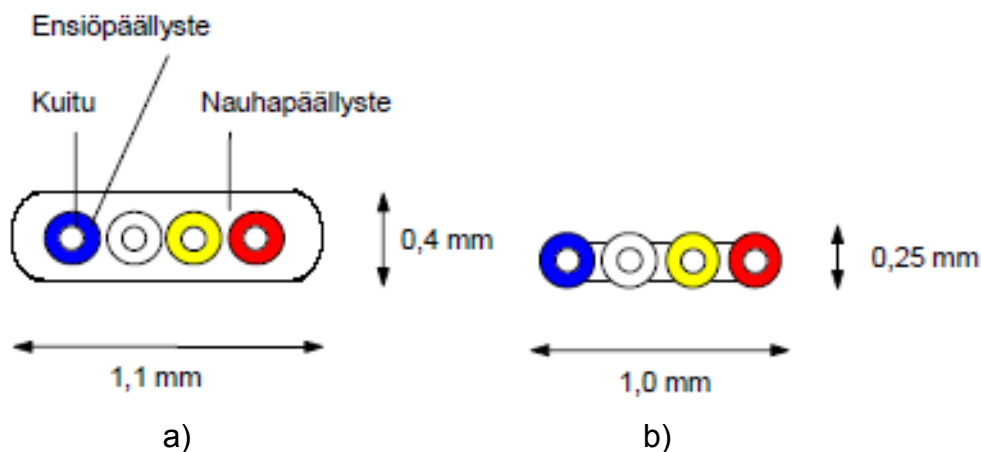 Ensiöpäällyste
Kuitu
Nauhapäällyste
0,4 mm
0,25 mm
1,1 mm
1,0 mm
a)
b)